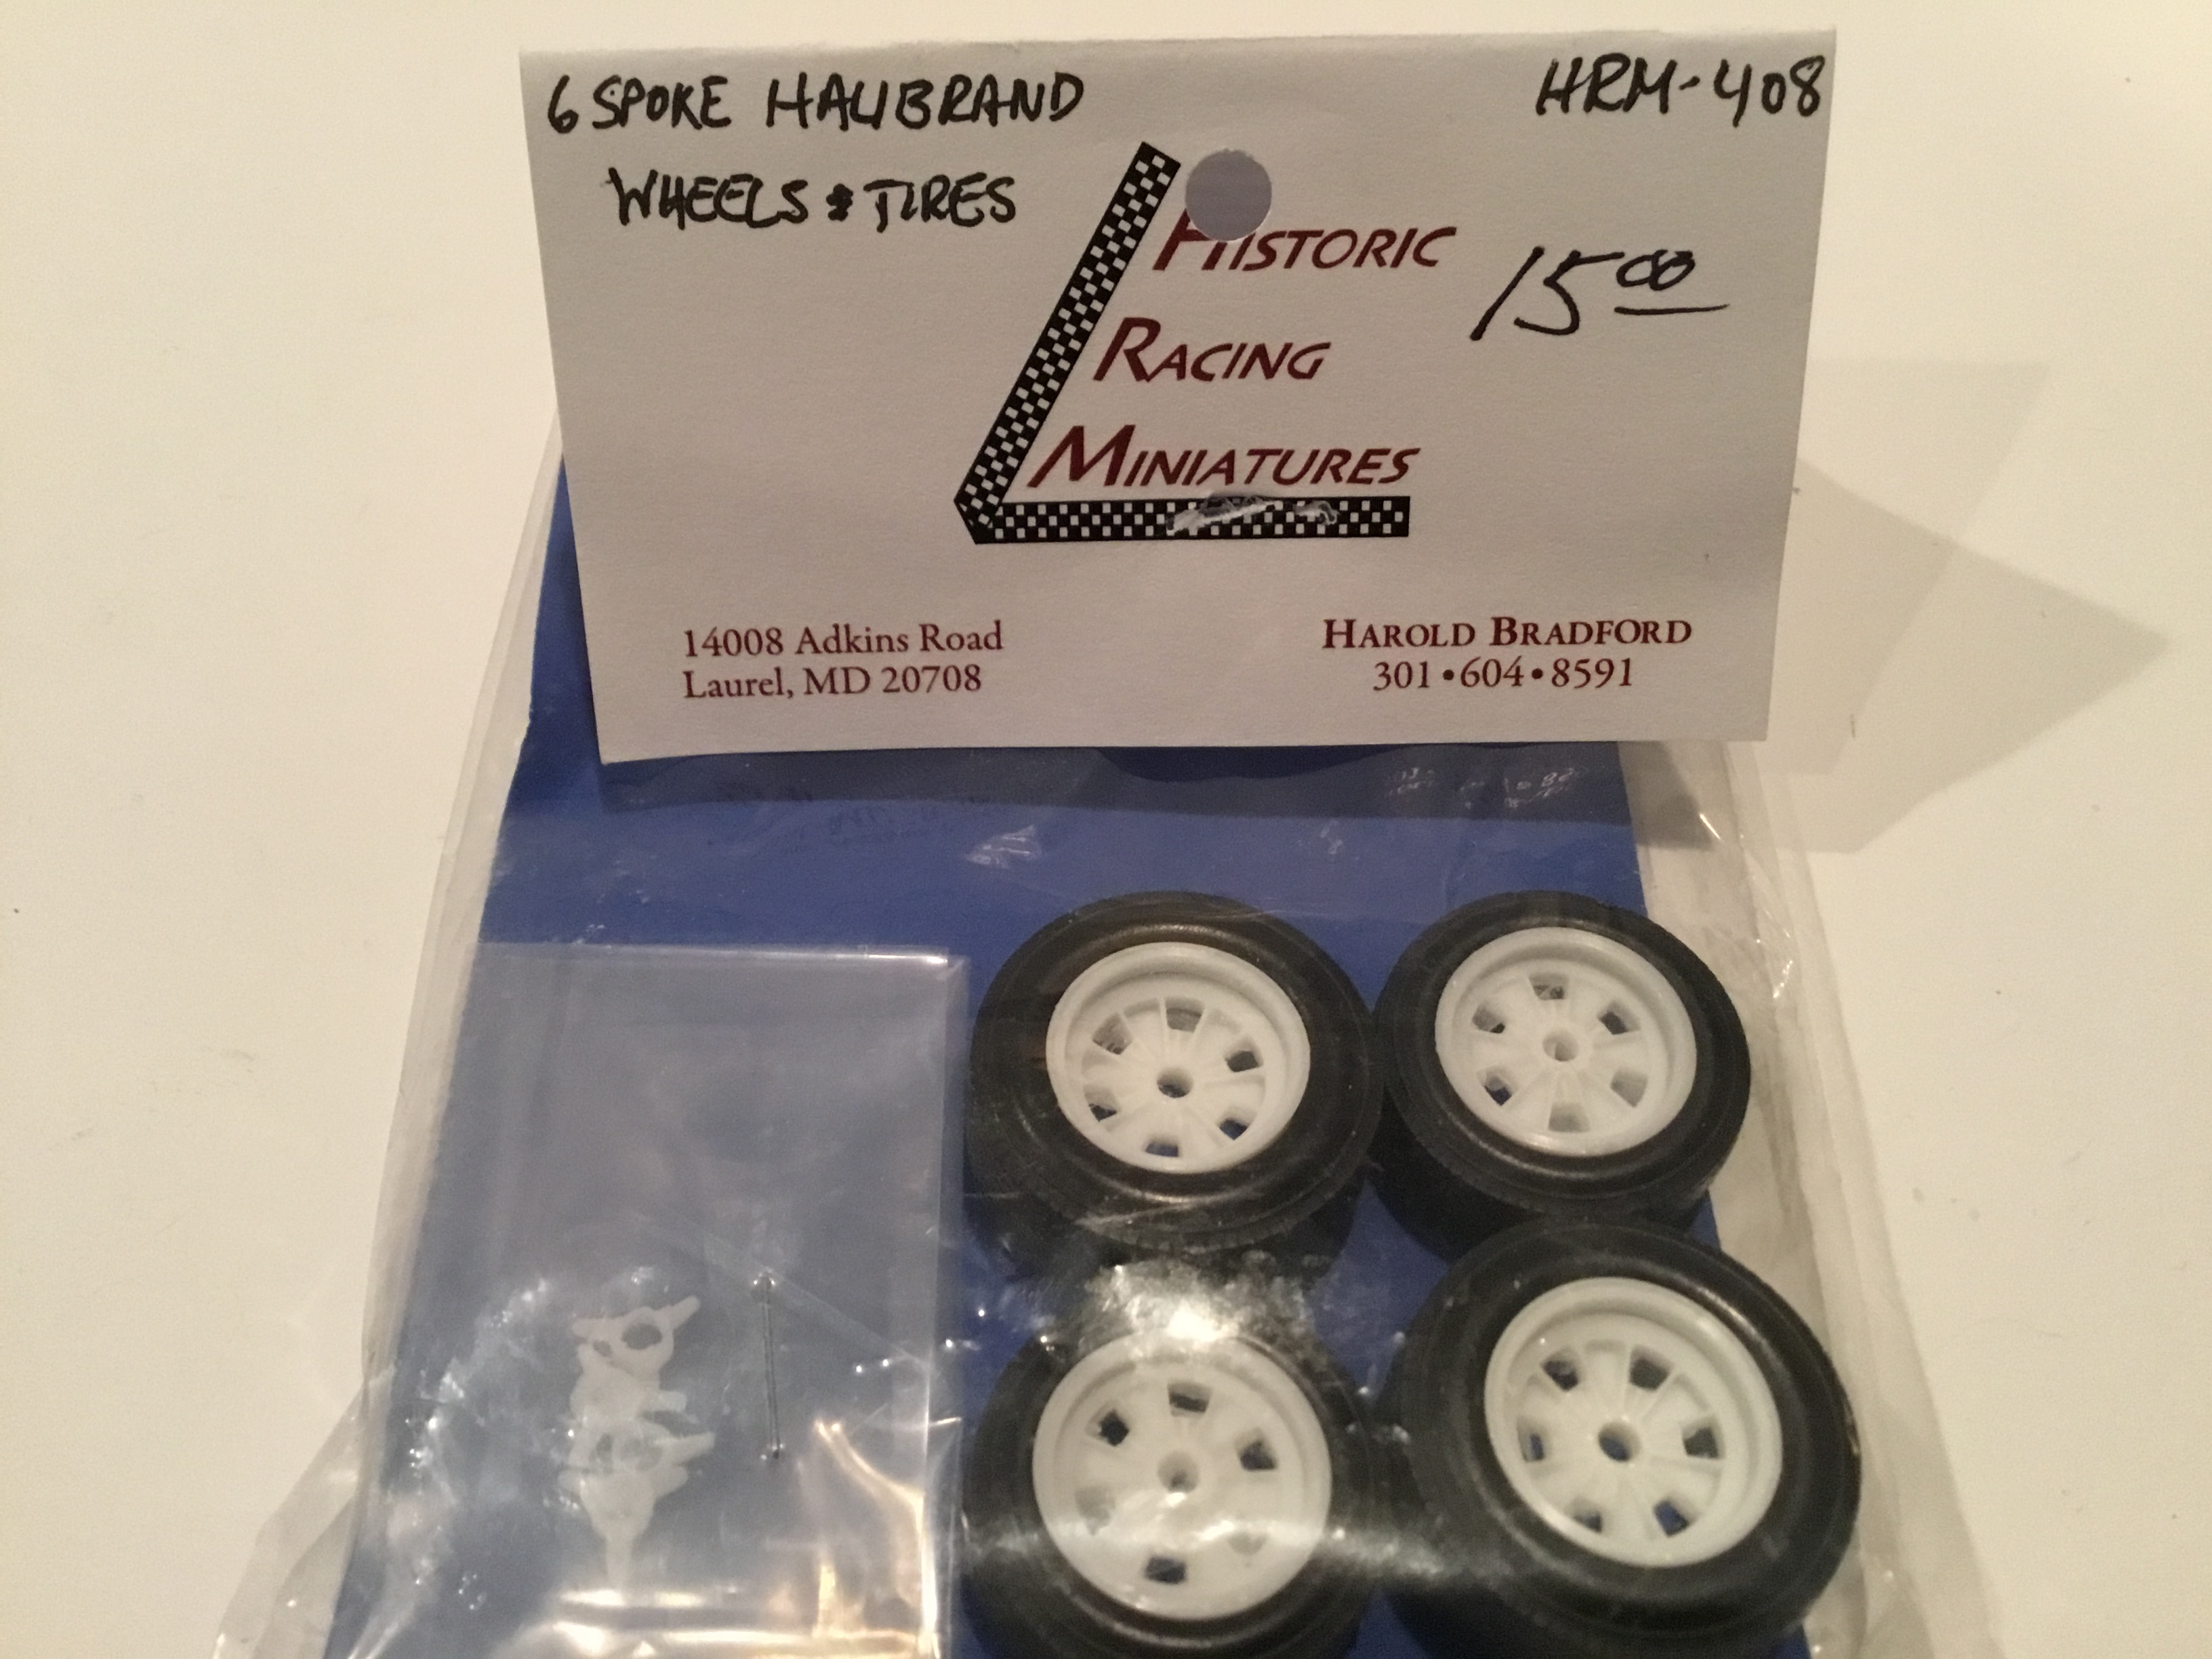 6 SPOKE HALIBRAND
WHEELS & TIRES
HRM-408
HISTORIC
RACING
MINIATURES
15 00
14008 Adkins Road
Laurel, MD 20708
HAROLD BRADFORD
301•604•8591